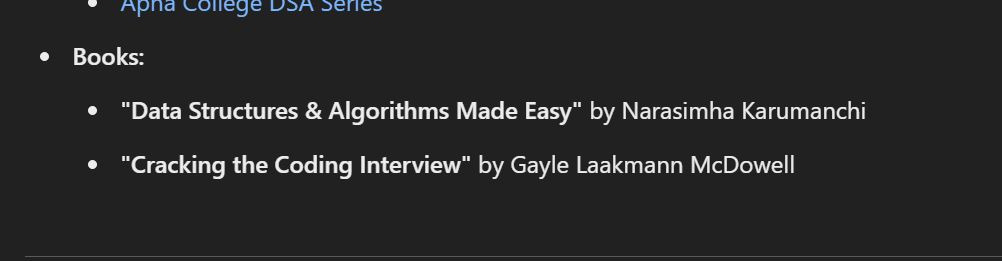 Apna College DSA Series
Books:
"Data Structures & Algorithms Made Easy" by Narasimha Karumanchi
"Cracking the Coding Interview" by Gayle Laakmann McDowell